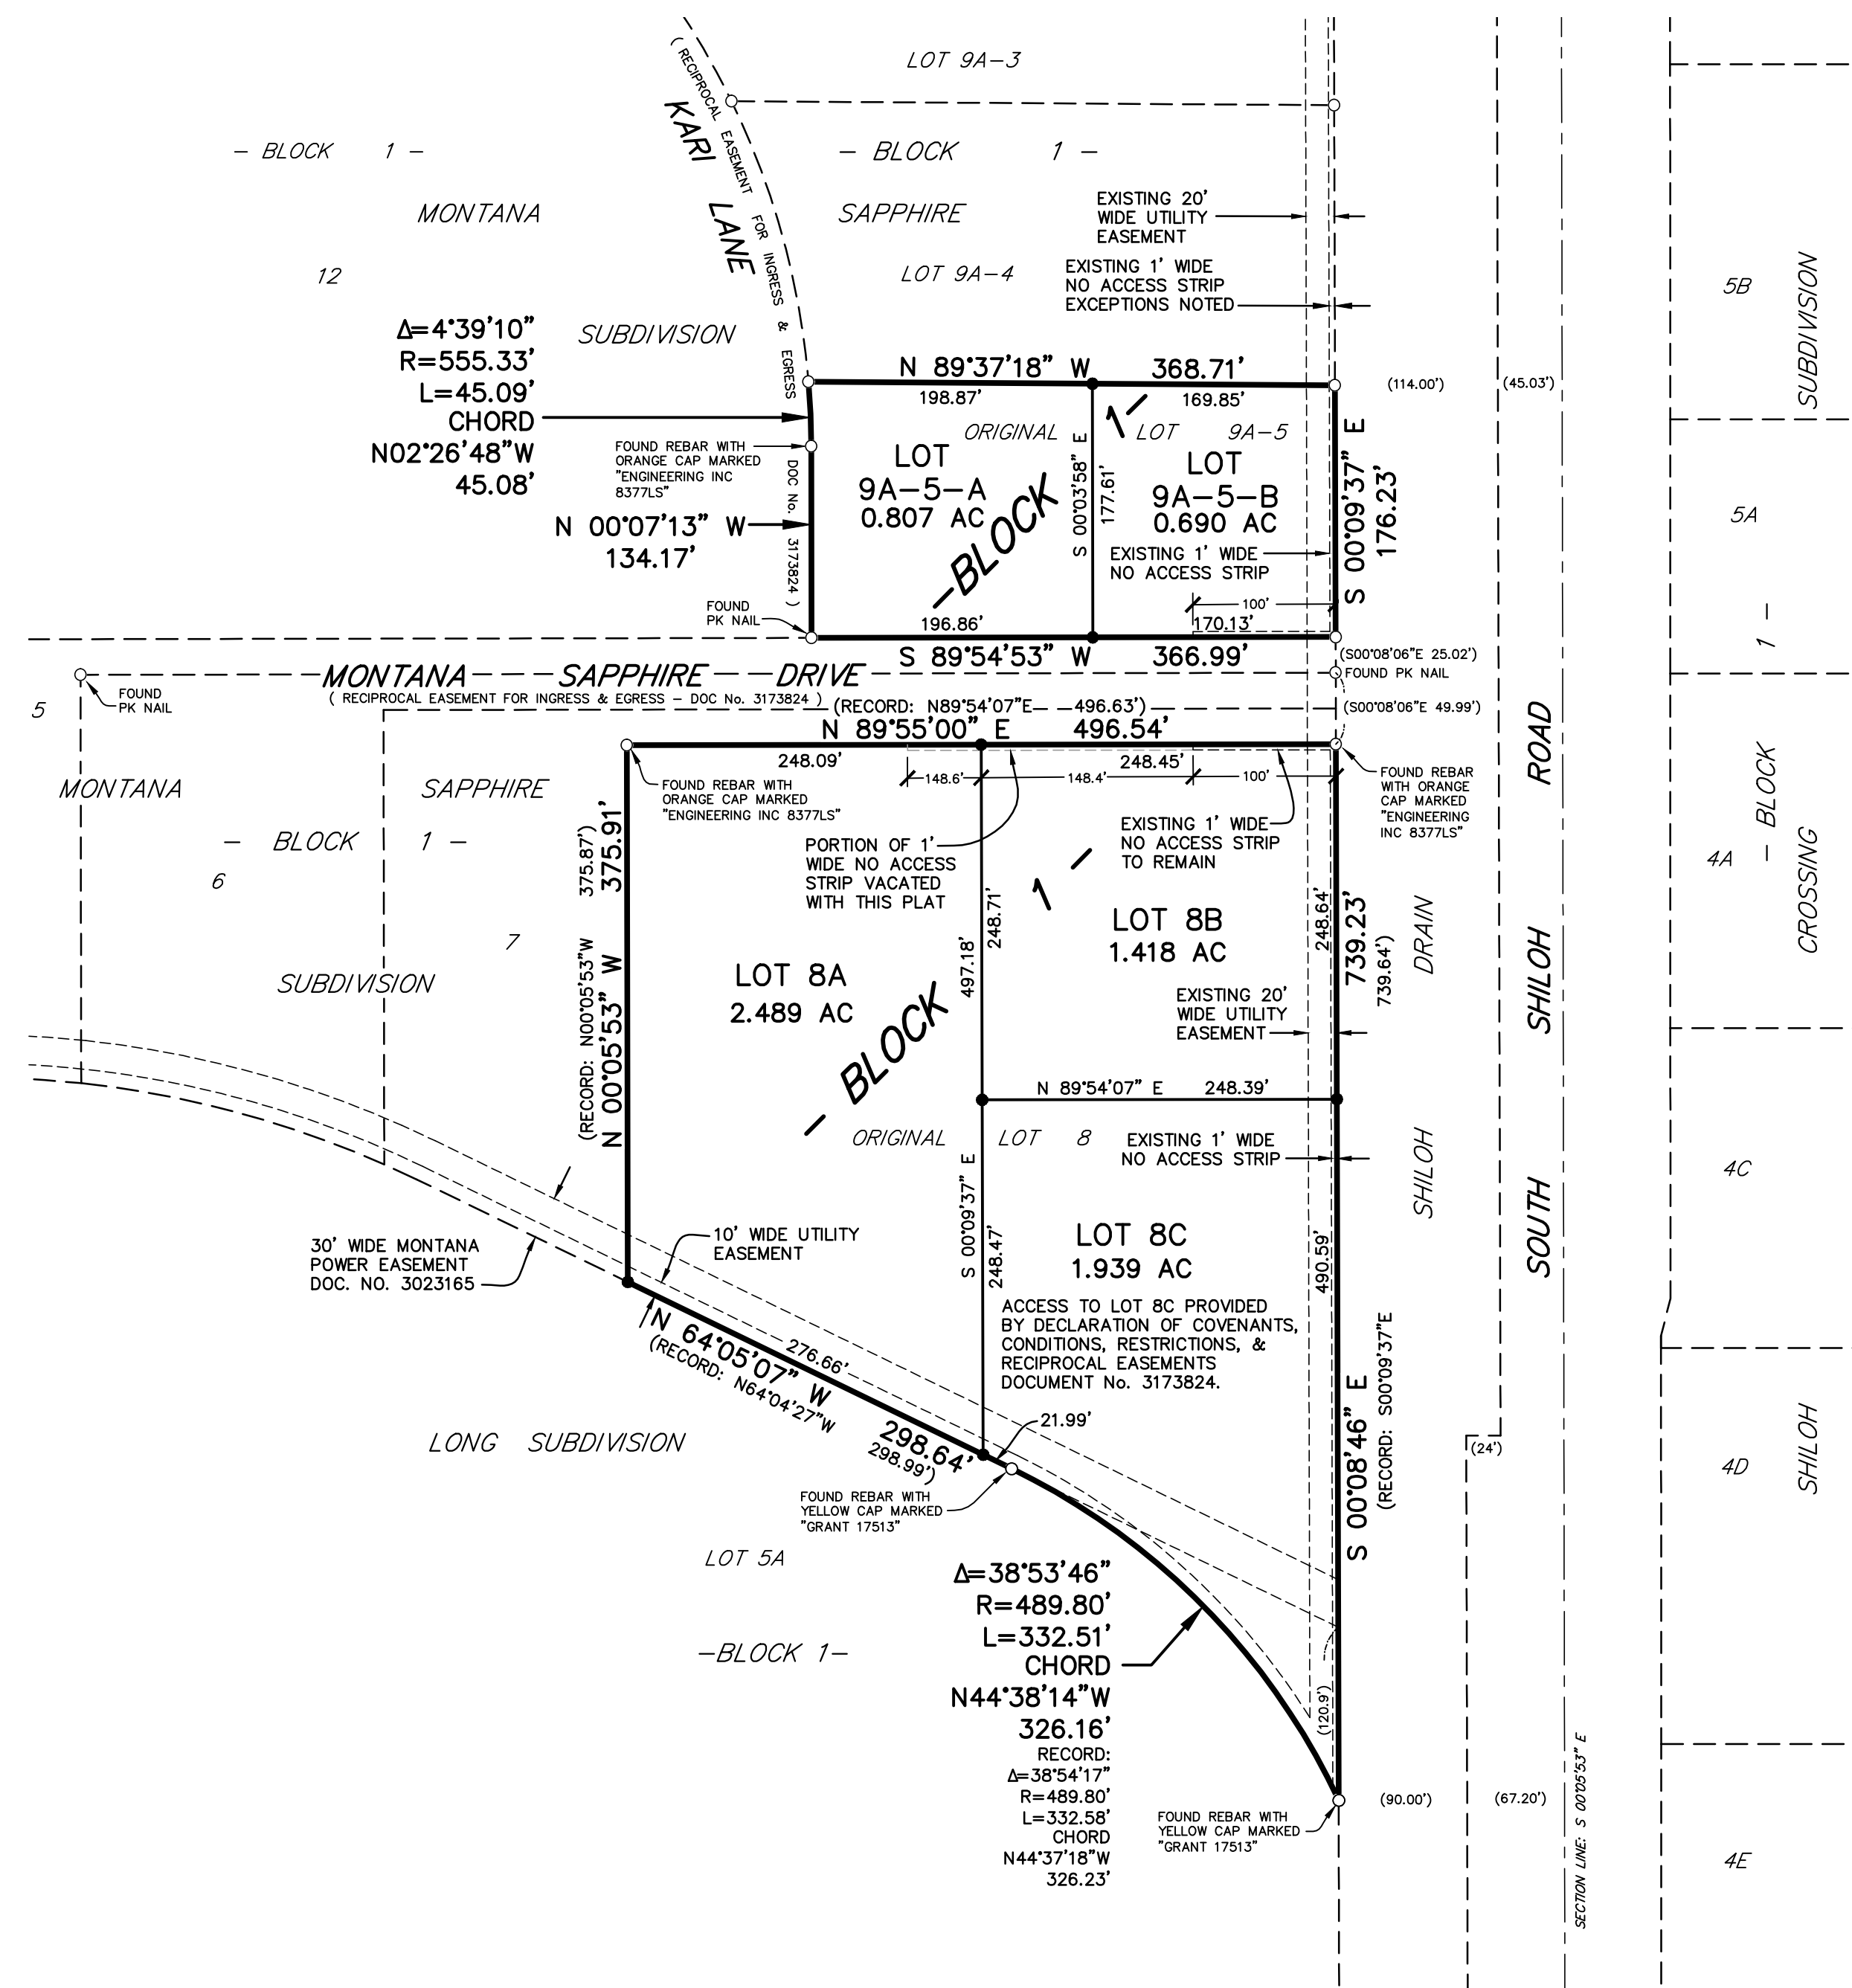 LOT 9A-3
( RECIPROCAL EASEMENT FOR INGRESS & EGRESS
DOC No. 3173824 )
KARI LANE
- BLOCK 1 -
- BLOCK 1 -
MONTANA
SAPPHIRE
EXISTING 20'
WIDE UTILITY
EASEMENT
12
LOT 9A-4
EXISTING 1' WIDE
NO ACCESS STRIP
EXCEPTIONS NOTED
SUBDIVISION
Δ=4°39'10"
R=555.33'
L=45.09'
CHORD
N02°26'48"W
45.08'
N 89°37'18" W 368.71'
198.87'
169.85'
(114.00')
(45.03')
ORIGINAL LOT 9A-5
FOUND REBAR WITH
ORANGE CAP MARKED
"ENGINEERING INC
8377LS"
LOT
9A-5-A
0.807 AC
S 00°03'58" E
177.61'
LOT
9A-5-B
0.690 AC
-BLOCK 1-
S 00°09'37" E
176.23'
N 00°07'13" W
134.17'
EXISTING 1' WIDE
NO ACCESS STRIP
100'
FOUND
PK NAIL
196.86'
170.13'
S 89°54'53" W 366.99'
(S00°08'06"E 25.02')
FOUND PK NAIL
(S00°08'06"E 49.99')
MONTANA SAPPHIRE DRIVE
( RECIPROCAL EASEMENT FOR INGRESS & EGRESS - DOC No. 3173824 )
FOUND
PK NAIL
5
(RECORD: N89°54'07"E 496.63')
N 89°55'00" E 496.54'
248.09'
248.45'
148.6'
148.4'
100'
FOUND REBAR WITH
ORANGE CAP MARKED
"ENGINEERING INC 8377LS"
FOUND REBAR
WITH ORANGE
CAP MARKED
"ENGINEERING
INC 8377LS"
MONTANA
SAPPHIRE
- BLOCK 1 -
6
7
SUBDIVISION
PORTION OF 1'
WIDE NO ACCESS
STRIP VACATED
WITH THIS PLAT
EXISTING 1' WIDE
NO ACCESS STRIP
TO REMAIN
N 00°05'53" W 375.91'
(RECORD: N00°05'53"W 375.87')
LOT 8A
2.489 AC
- BLOCK 1 -
497.18'
248.71'
LOT 8B
1.418 AC
248.64'
739.23'
739.64')
EXISTING 20'
WIDE UTILITY
EASEMENT
N 89°54'07" E 248.39'
ORIGINAL LOT 8
EXISTING 1' WIDE
NO ACCESS STRIP
S 00°09'37" E
248.47'
LOT 8C
1.939 AC
490.59'
ACCESS TO LOT 8C PROVIDED
BY DECLARATION OF COVENANTS,
CONDITIONS, RESTRICTIONS, &
RECIPROCAL EASEMENTS
DOCUMENT No. 3173824.
S 00°08'46" E
(RECORD: S00°09'37"E
30' WIDE MONTANA
POWER EASEMENT
DOC. NO. 3023165
10' WIDE UTILITY
EASEMENT
N 64°05'07" W 298.64'
(RECORD: N64°04'27"W 298.99')
276.66'
21.99'
LONG SUBDIVISION
FOUND REBAR WITH
YELLOW CAP MARKED
"GRANT 17513"
LOT 5A
-BLOCK 1-
Δ=38°53'46"
R=489.80'
L=332.51'
CHORD
N44°38'14"W
326.16'
RECORD:
Δ=38°54'17"
R=489.80'
L=332.58'
CHORD
N44°37'18"W
326.23'
(120.9')
FOUND REBAR WITH
YELLOW CAP MARKED
"GRANT 17513"
(90.00')
(67.20')
(24')
SHILOH DRAIN
SOUTH SHILOH ROAD
SECTION LINE: S 00°05'53" E
5B
5A
4A
4C
4D
4E
- BLOCK 1 -
SHILOH CROSSING SUBDIVISION